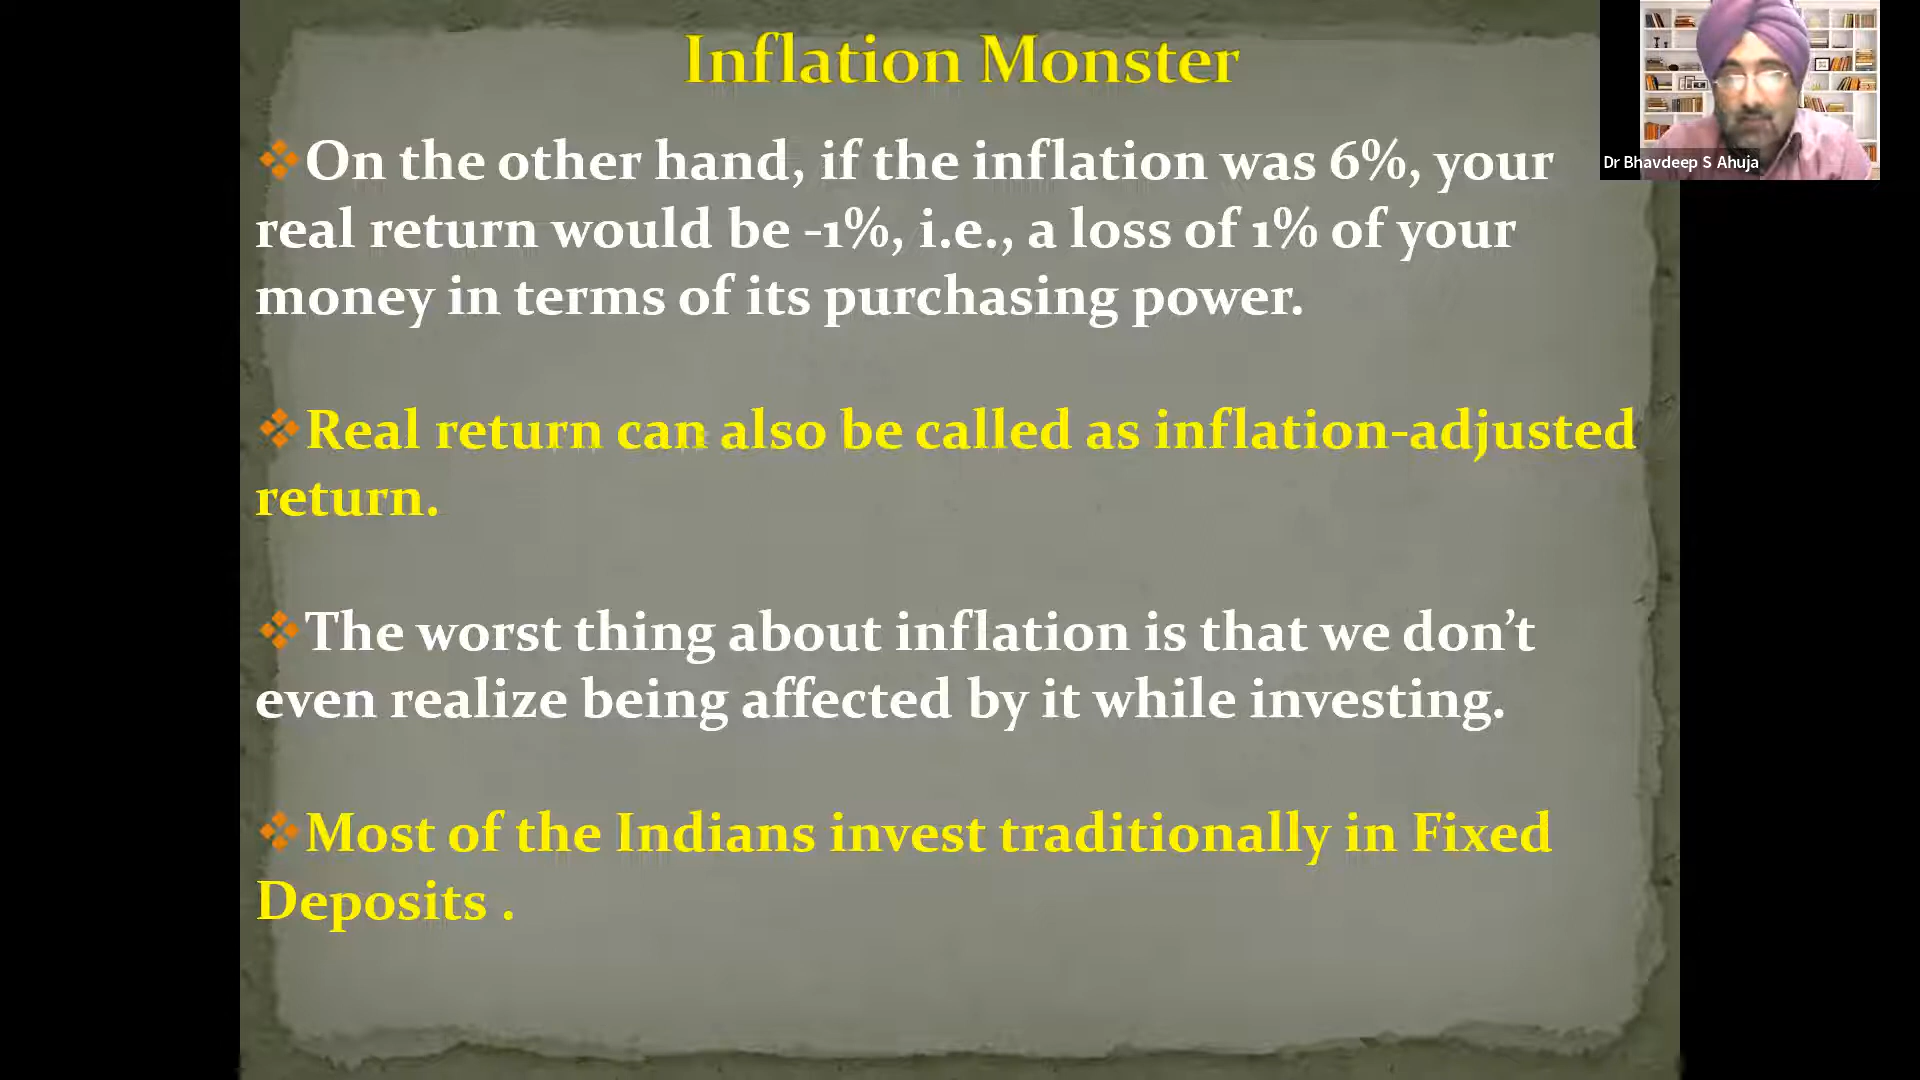 Inflation Monster
On the other hand, if the inflation was 6%, your
real return would be -1%, i.e., a loss of 1% of your
money in terms of its purchasing power.
Real return can also be called as inflation-adjusted
return.
The worst thing about inflation is that we don’t
even realize being affected by it while investing.
Most of the Indians invest traditionally in Fixed
Deposits .
Dr Bhavdeep S Ahuja